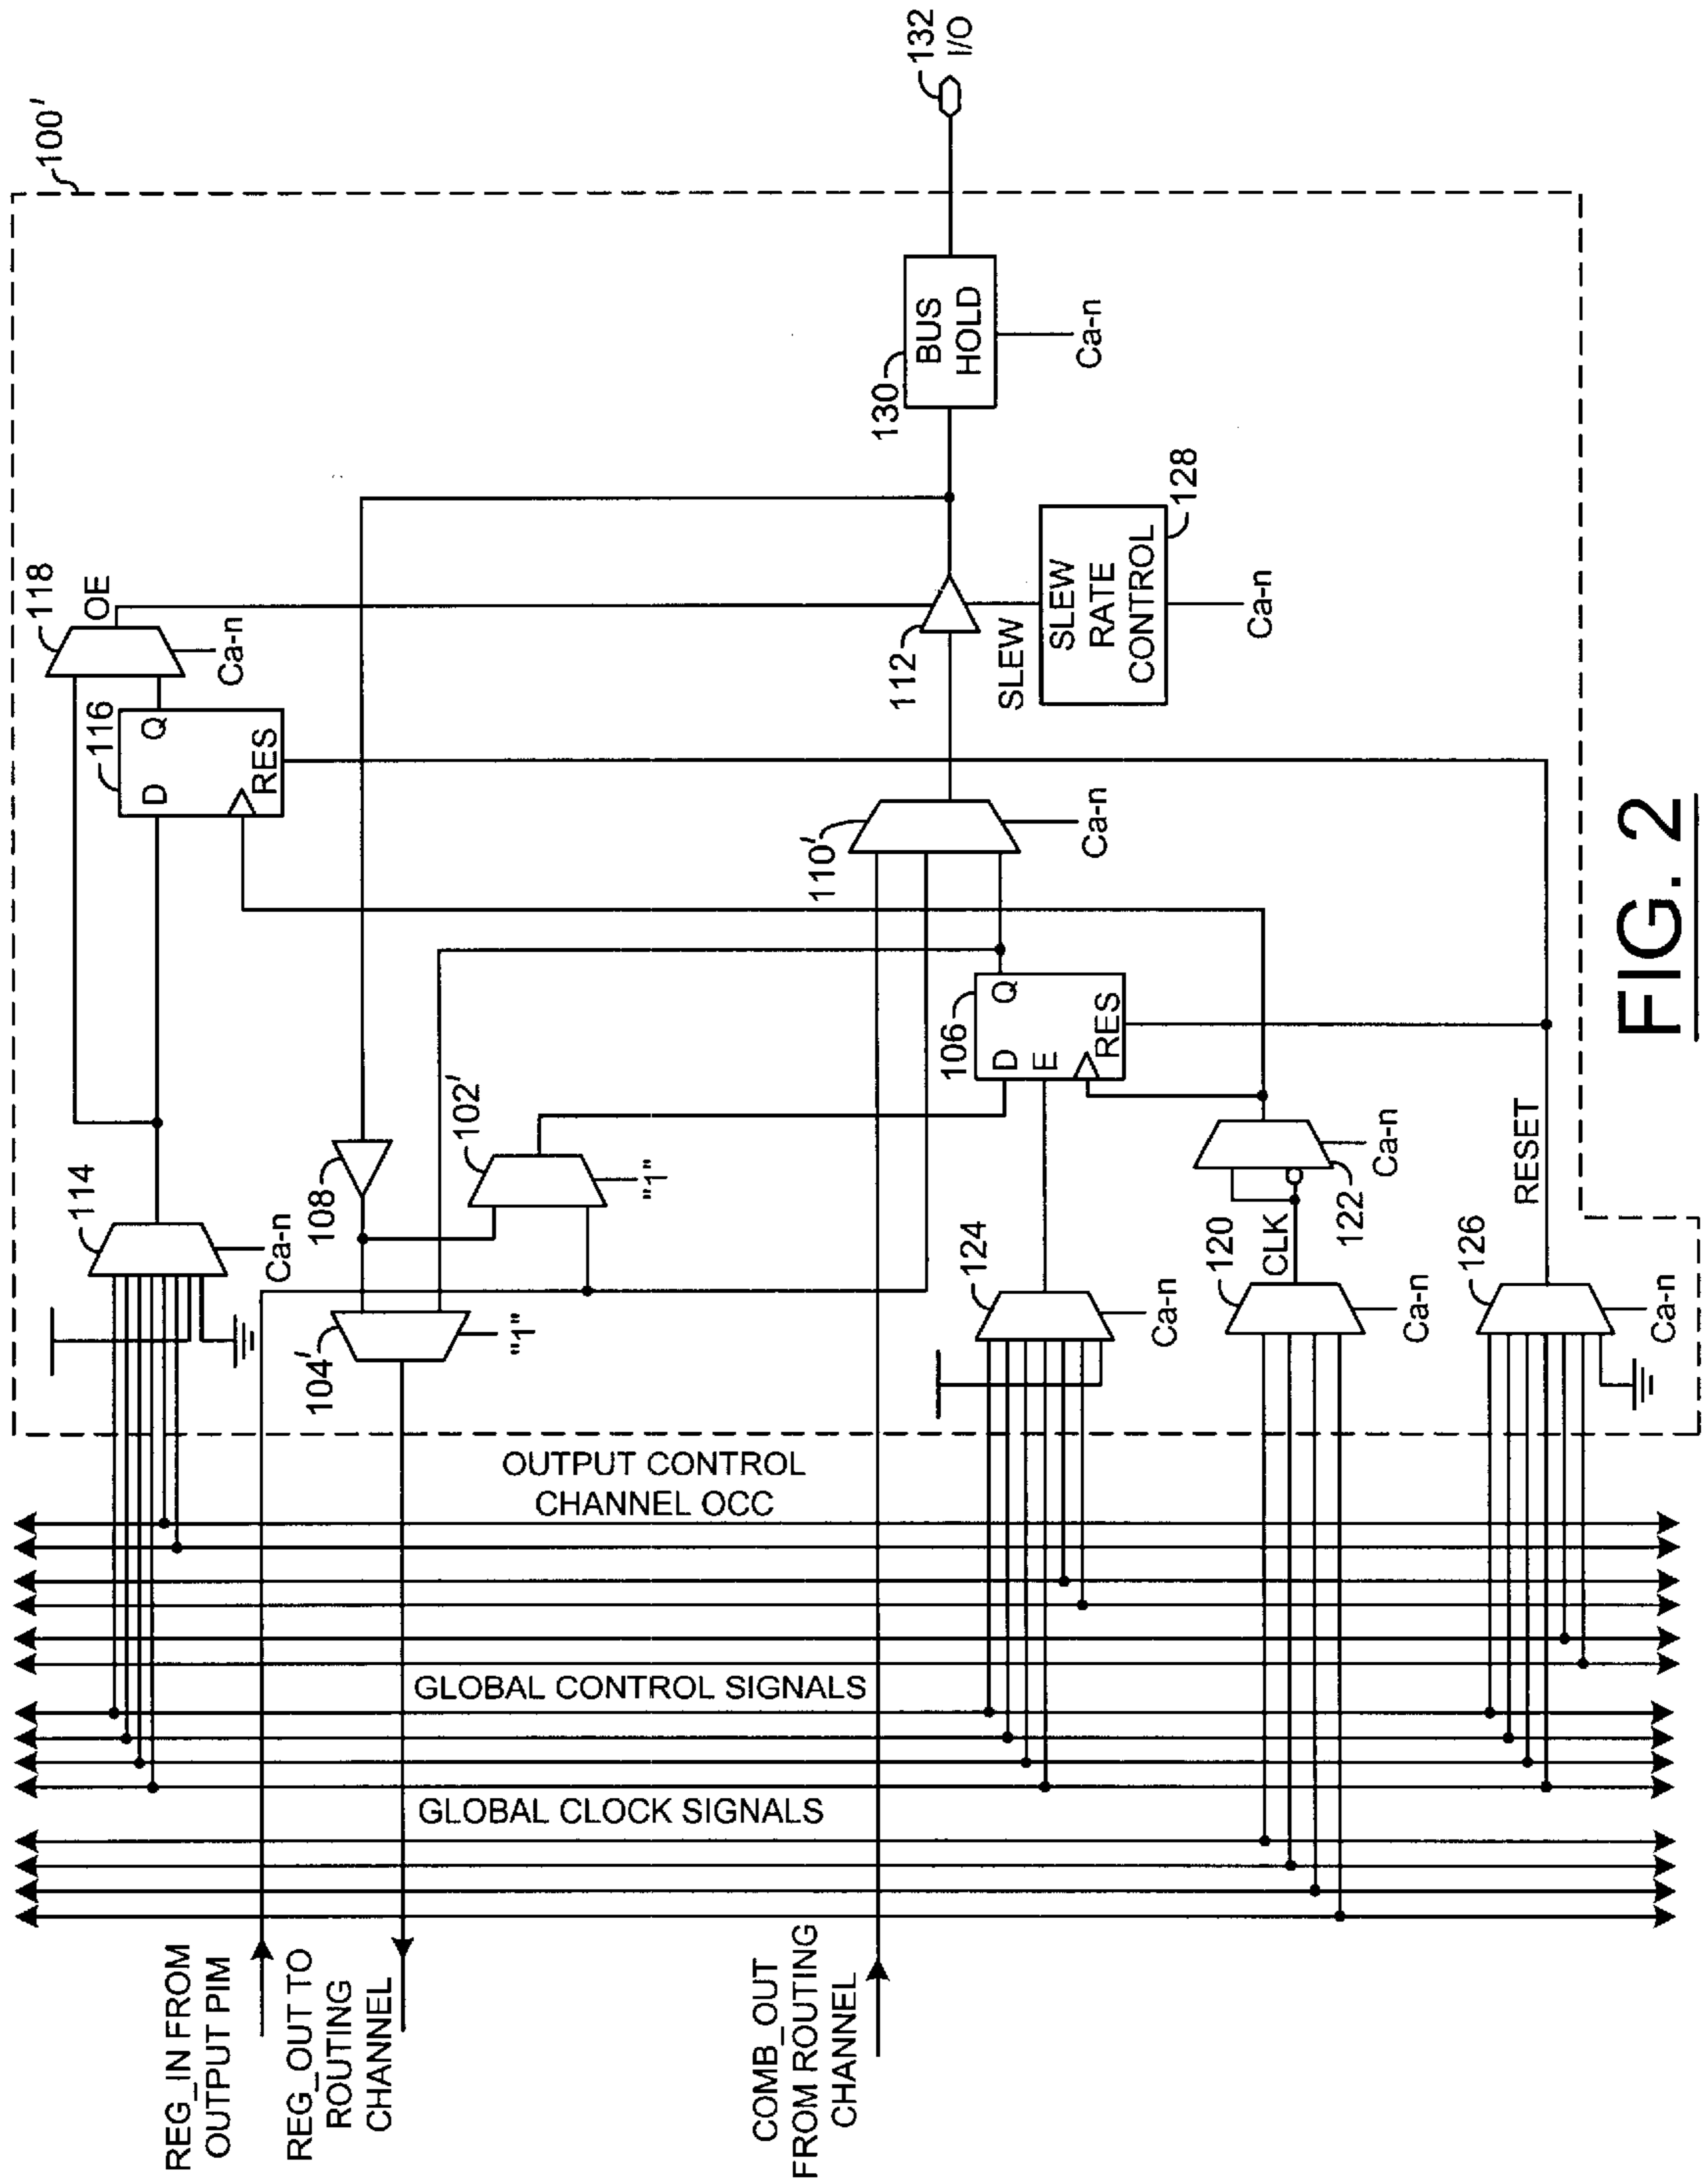 100'
118
OE
Ca-n
116
D
Q
RES
114
Ca-n
108
102'
"1"
104'
"1"
REG_IN FROM
OUTPUT PIM
REG_OUT TO
ROUTING
CHANNEL
OUTPUT CONTROL
CHANNEL OCC
GLOBAL CONTROL SIGNALS
GLOBAL CLOCK SIGNALS
COMB_OUT
FROM ROUTING
CHANNEL
110'
Ca-n
112
SLEW
SLEW
RATE
CONTROL
128
Ca-n
130
BUS
HOLD
Ca-n
132
I/O
106
D
Q
E
RES
124
Ca-n
120
CLK
Ca-n
122
Ca-n
126
RESET
Ca-n
FIG. 2